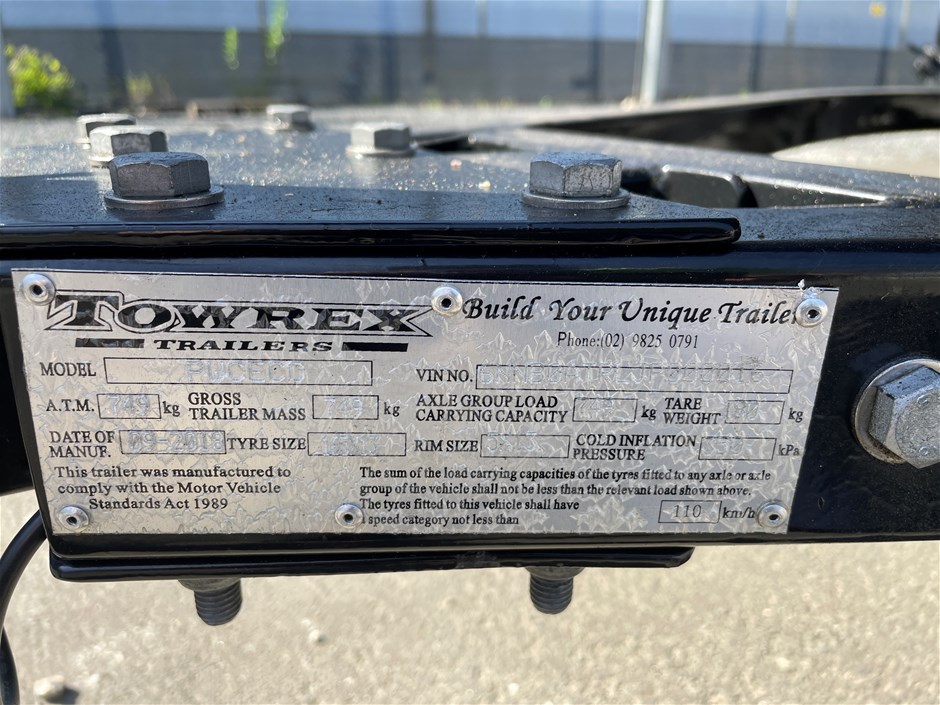 TOWREX
TRAILERS
Build Your Unique Trailer
Phone:(02) 9825 0791
MODEL
VIN NO.
A.T.M. 749 kg GROSS TRAILER MASS 749 kg
AXLE GROUP LOAD CARRYING CAPACITY kg TARE WEIGHT kg
DATE OF MANUF. 09-2018 TYRE SIZE
RIM SIZE COLD INFLATION PRESSURE kPa
This trailer was manufactured to
comply with the Motor Vehicle
Standards Act 1989
The sum of the load carrying capacities of the tyres fitted to any axle or axle
group of the vehicle shall not be less than the relevant load shown above.
The tyres fitted to this vehicle shall have
speed category not less than 110 km/h